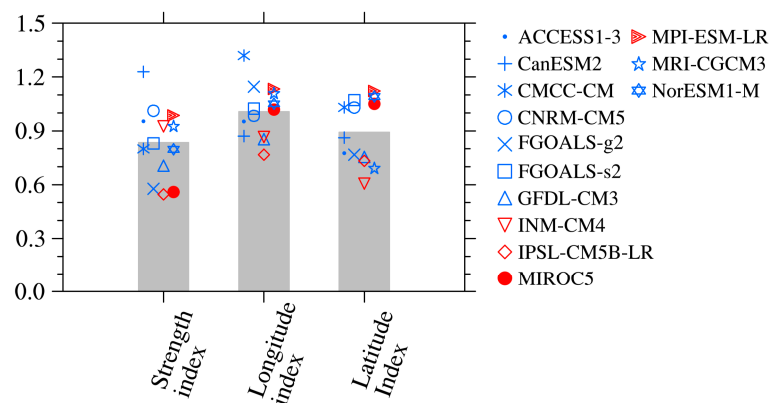 1.5
1.2
0.9
0.6
0.3
0.0
Strength
index
Longitude
index
Latitude
Index
ACCESS1-3
CanESM2
CMCC-CM
CNRM-CM5
FGOALS-g2
FGOALS-s2
GFDL-CM3
INM-CM4
IPSL-CM5B-LR
MIROC5
MPI-ESM-LR
MRI-CGCM3
NorESM1-M